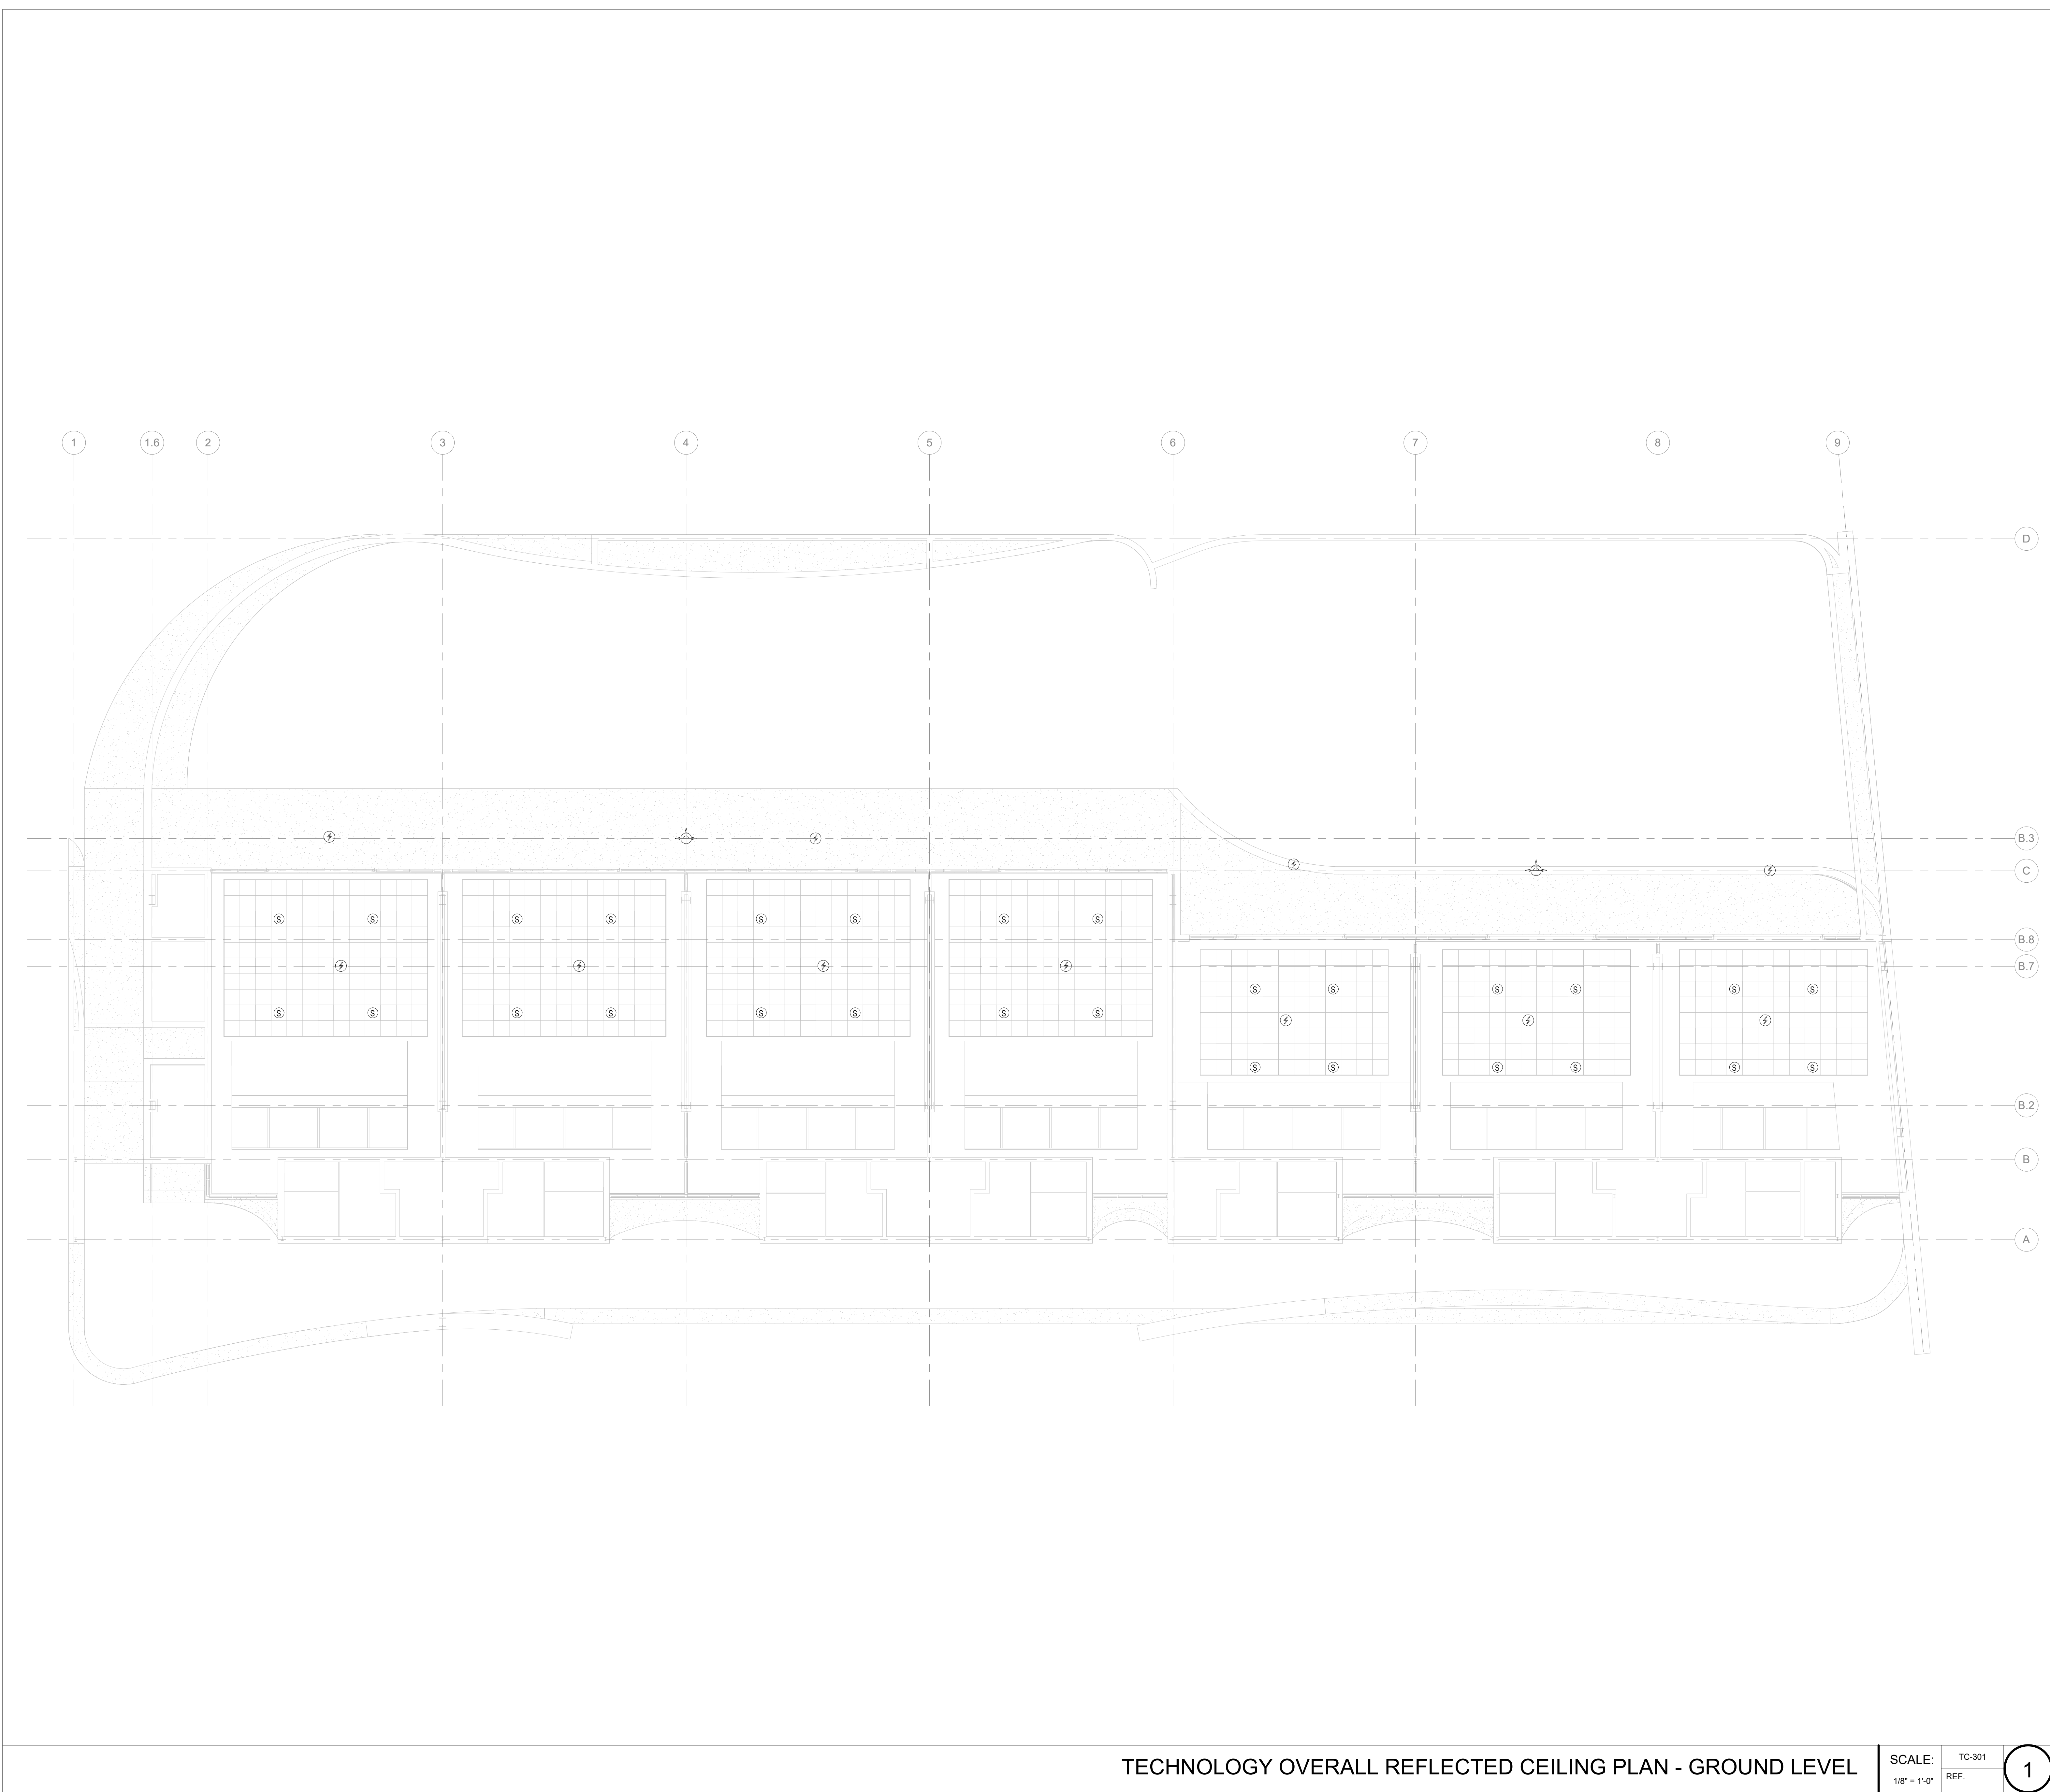 1 1.6 2 3 4 5 6 7 8 9
D
B.3
C
S S S S S S S S
B.8
B.7
S S S S S S
S S S S S S S S
S S S S S S
B.2
B
A
TECHNOLOGY OVERALL REFLECTED CEILING PLAN - GROUND LEVEL
SCALE:
1/8" = 1'-0"
TC-301
REF.
1